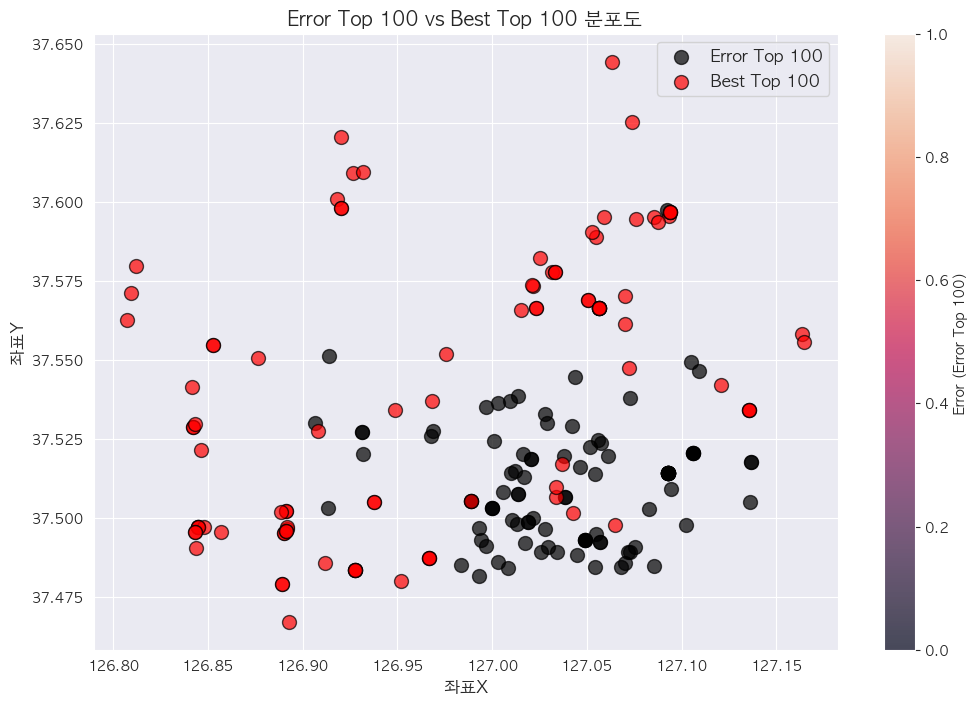 Error Top 100 vs Best Top 100 분포도
Error Top 100
Best Top 100
37.650
37.625
37.600
37.575
37.550
37.525
37.500
37.475
좌표Y
126.80 126.85 126.90 126.95 127.00 127.05 127.10 127.15
좌표X
1.0
0.8
0.6
0.4
0.2
0.0
Error (Error Top 100)